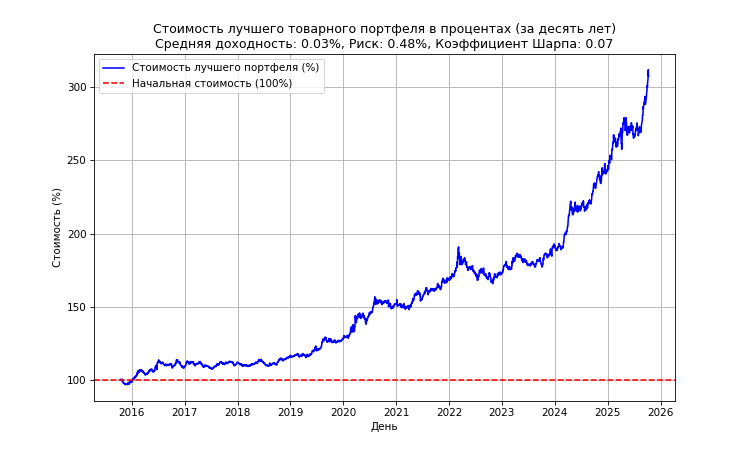 Стоимость лучшего товарного портфеля в процентах (за десять лет)
Средняя доходность: 0.03%, Риск: 0.48%, Коэффициент Шарпа: 0.07
Стоимость лучшего портфеля (%)
Начальная стоимость (100%)
Стоимость (%)
300
250
200
150
100
2016 2017 2018 2019 2020 2021 2022 2023 2024 2025 2026
День